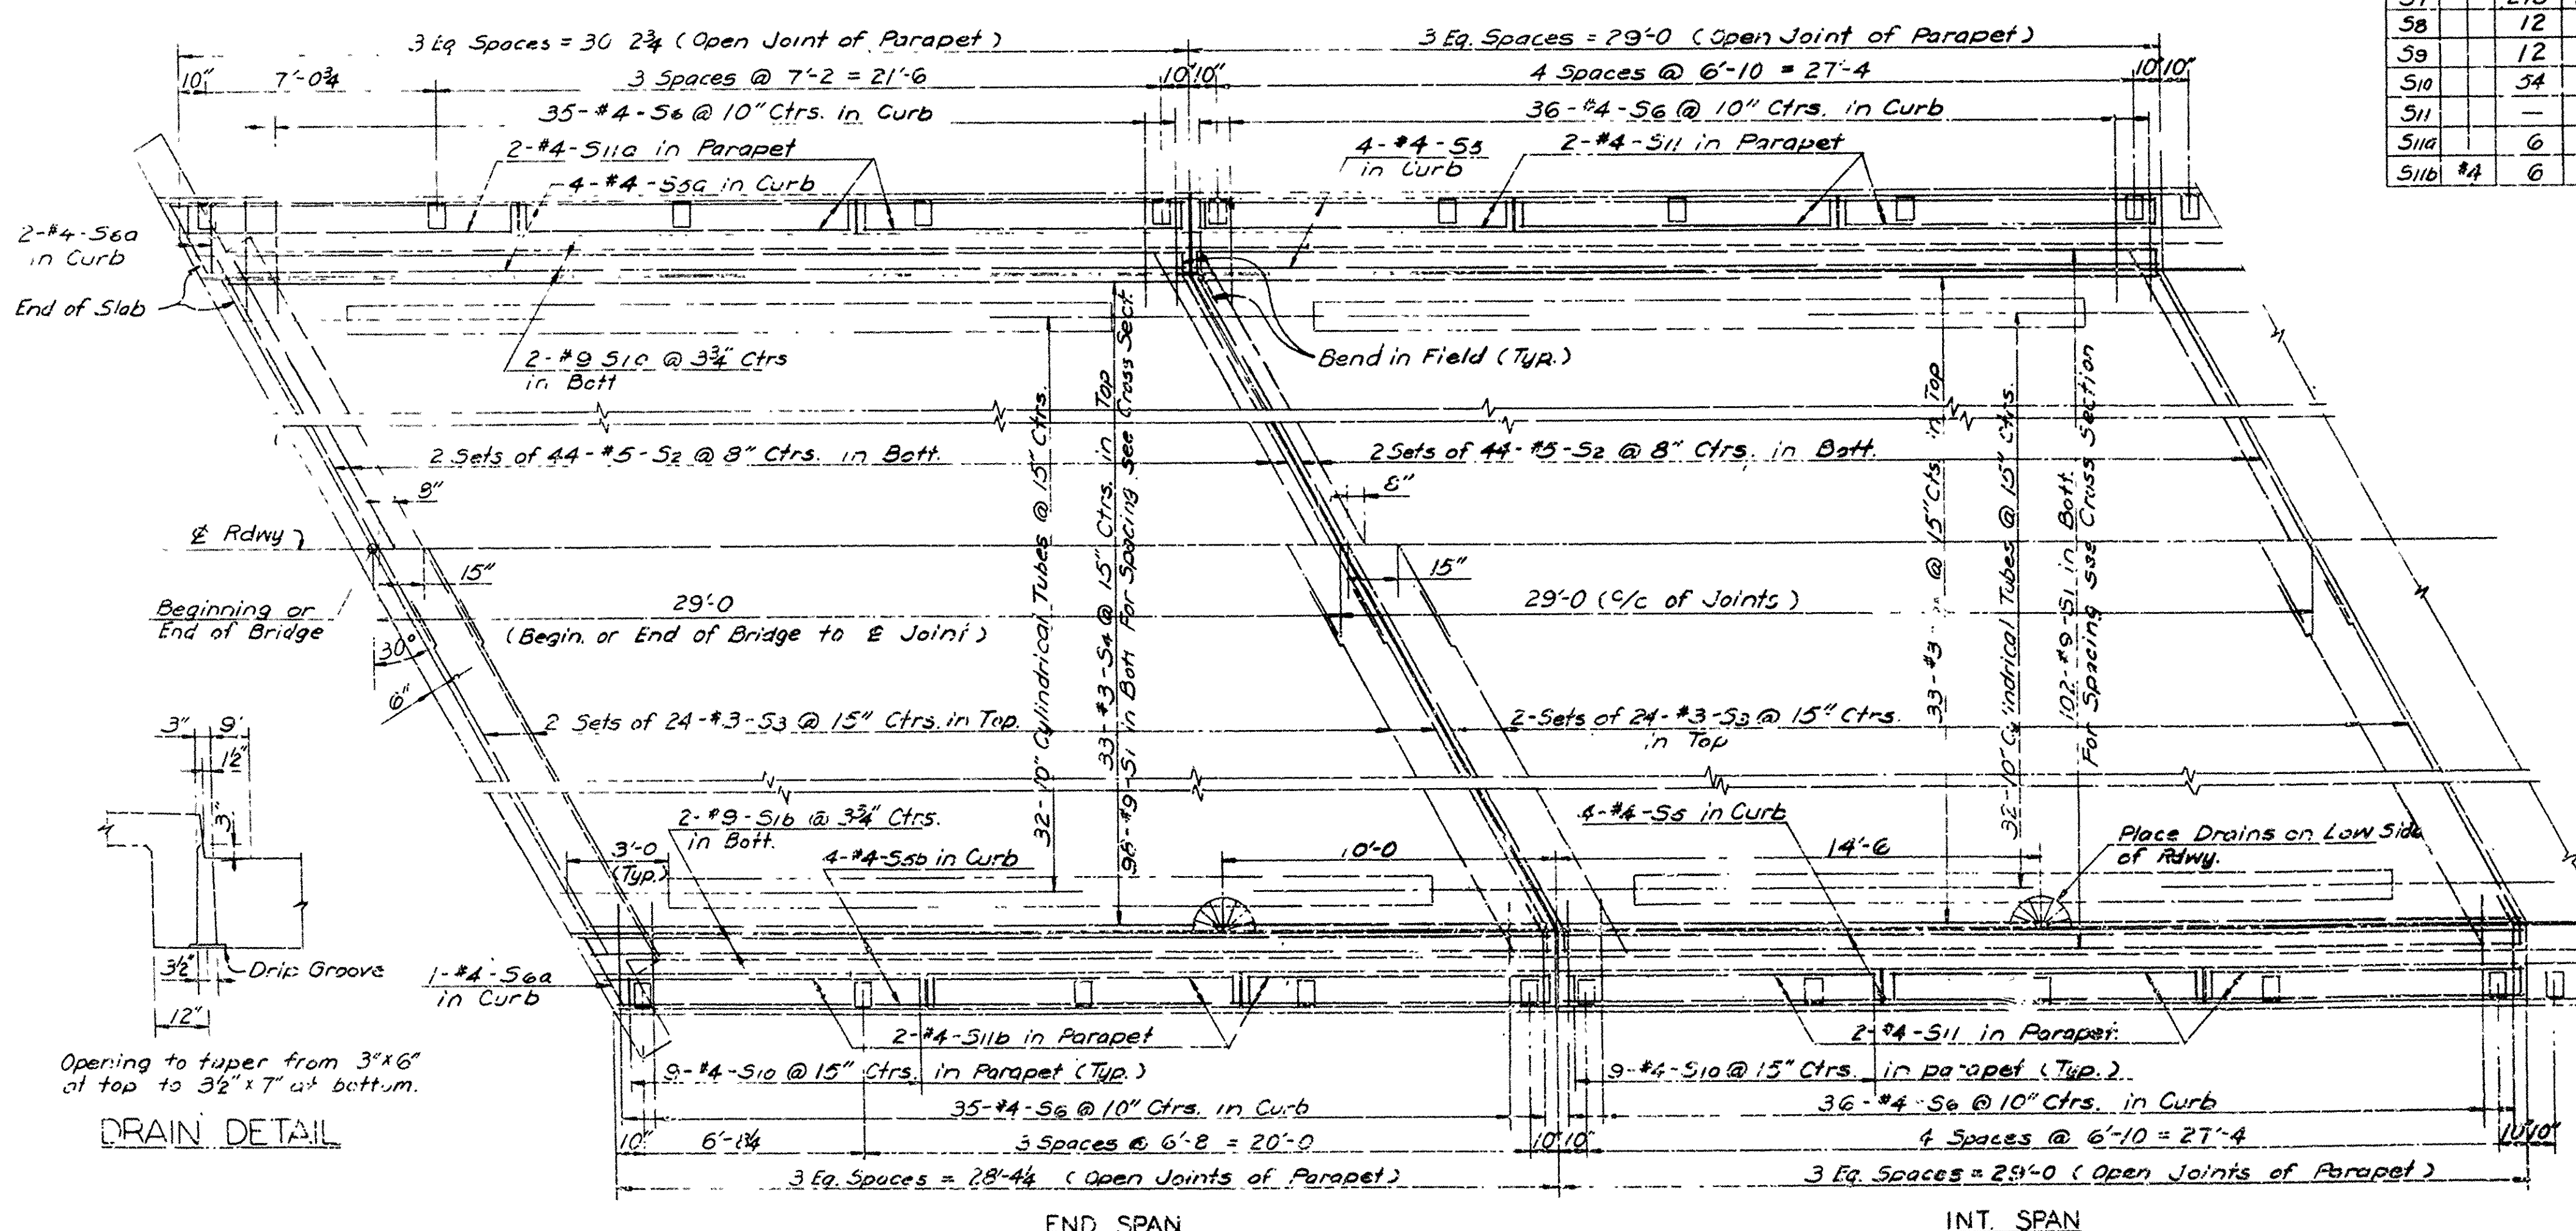 3 Eq Spaces = 30 2¾ (Open Joint of Parapet)
3 Eq. Spaces = 29'-0 (Open Joint of Parapet)
10" 7'-0¾ 3 Spaces @ 7'-2 = 21'-6 10" 10" 4 Spaces @ 6'-10 = 27'-4 10" 10"
35-#4-S6 @ 10" Ctrs. in Curb
36-#4-S6 @ 10" Ctrs. in Curb
2-#4-S11a in Parapet
4-#4-S5a in Curb
4-#4-S5
in Curb
2-#4-S11 in Parapet
S8 12
S9 12
S10 54
S11 —
S11a 6
S11b #4 6
2-#4-S6a
in Curb
End of Slab
2-#9 S1a @ 3¾" Ctrs
in Bott
Bend in Field (Typ.)
2 Sets of 44-#5-S2 @ 8" Ctrs. in Bott.
2 Sets of 44-#5-S2 @ 8" Ctrs. in Bott.
8"
8"
℄ Rdwy
15"
15"
Beginning or
End of Bridge
29'-0
(Begin. or End of Bridge to ℄ Joint)
29'-0 (c/c of Joints)
30°
6"
32-10" Cylindrical Tubes @ 15" Ctrs.
33-#3-S4 @ 15" Ctrs. in Top
96-#9-S1 in Bott For Spacing see Cross Sect.
33-#3 @ 15" Cts. in Top
32-10" Cylindrical Tubes @ 15" Ctrs.
102-#9-S1 in Bott.
For Spacing see Cross Section
2 Sets of 24-#3-S3 @ 15" Ctrs. in Top.
2-Sets of 24-#3-S3 @ 15" Ctrs.
in Top
3" 9"
1½"
3"
3½"
Drip Groove
12"
Opening to taper from 3"x6"
at top to 3½"x7" at bottom.
DRAIN DETAIL
2-#9-S1b @ 3¾" Ctrs.
in Bott.
3'-0
(Typ.)
4-#4-S5b in Curb
10'-0
4-#4-S5 in Curb
14'-6
Place Drains on Low Side
of Rdwy.
1-#4-S6a
in Curb
2-#4-S11b in Parapet
2-#4-S11 in Parapet.
9-#4-S10 @ 15" Ctrs. in Parapet (Typ.)
9-#4-S10 @ 15" Ctrs. in parapet (Typ.)
35-#4-S6 @ 10" Ctrs. in Curb
36-#4-S6 @ 10" Ctrs. in Curb
10" 3 Spaces @ 6'-8 = 20'-0 10" 10" 4 Spaces @ 6'-10 = 27'-4 10" 10"
3 Eq. Spaces = 28'-4¼ (Open Joints of Parapet)
3 Eq. Spaces = 29'-0 (Open Joints of Parapet)
END SPAN
INT. SPAN